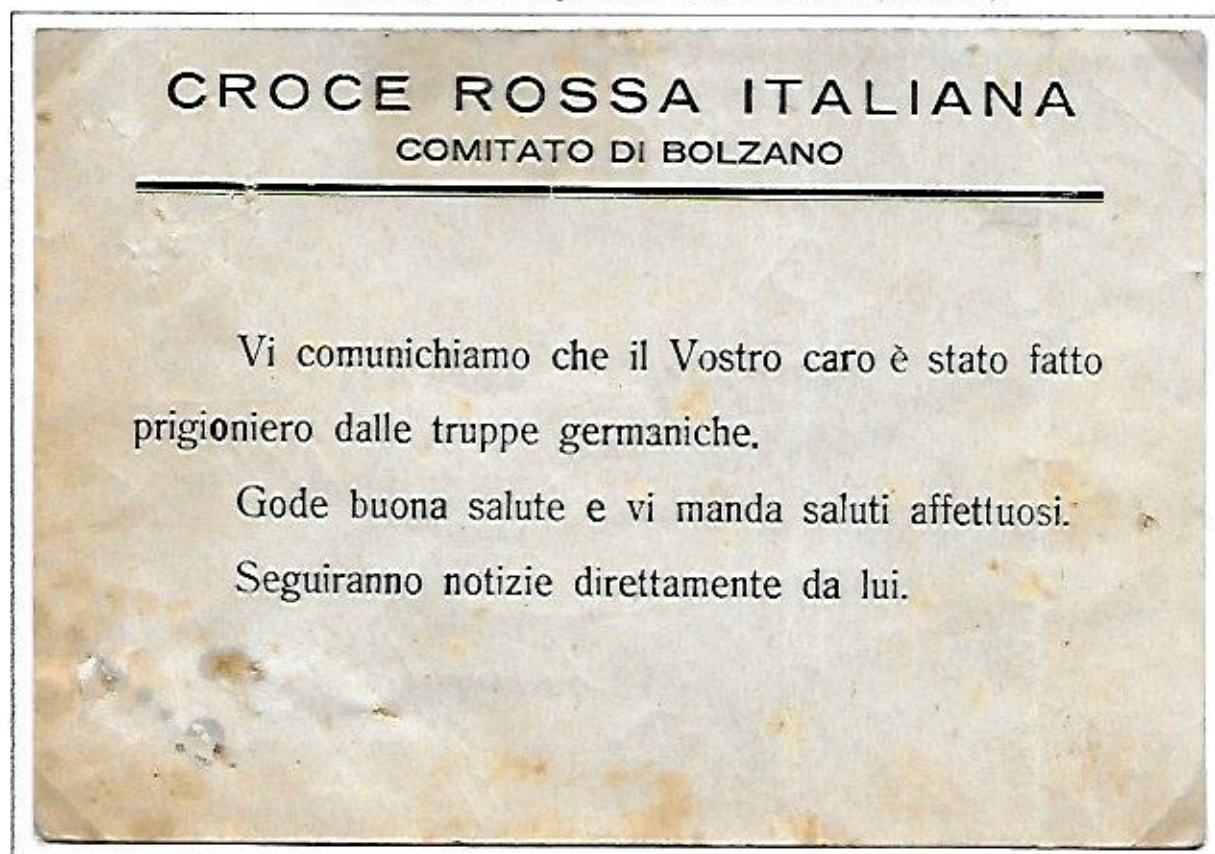 CROCE ROSSA ITALIANA
COMITATO DI BOLZANO
Vi comunichiamo che il Vostro caro è stato fatto
prigioniero dalle truppe germaniche.
Gode buona salute e vi manda saluti affettuosi.
Seguiranno notizie direttamente da lui.